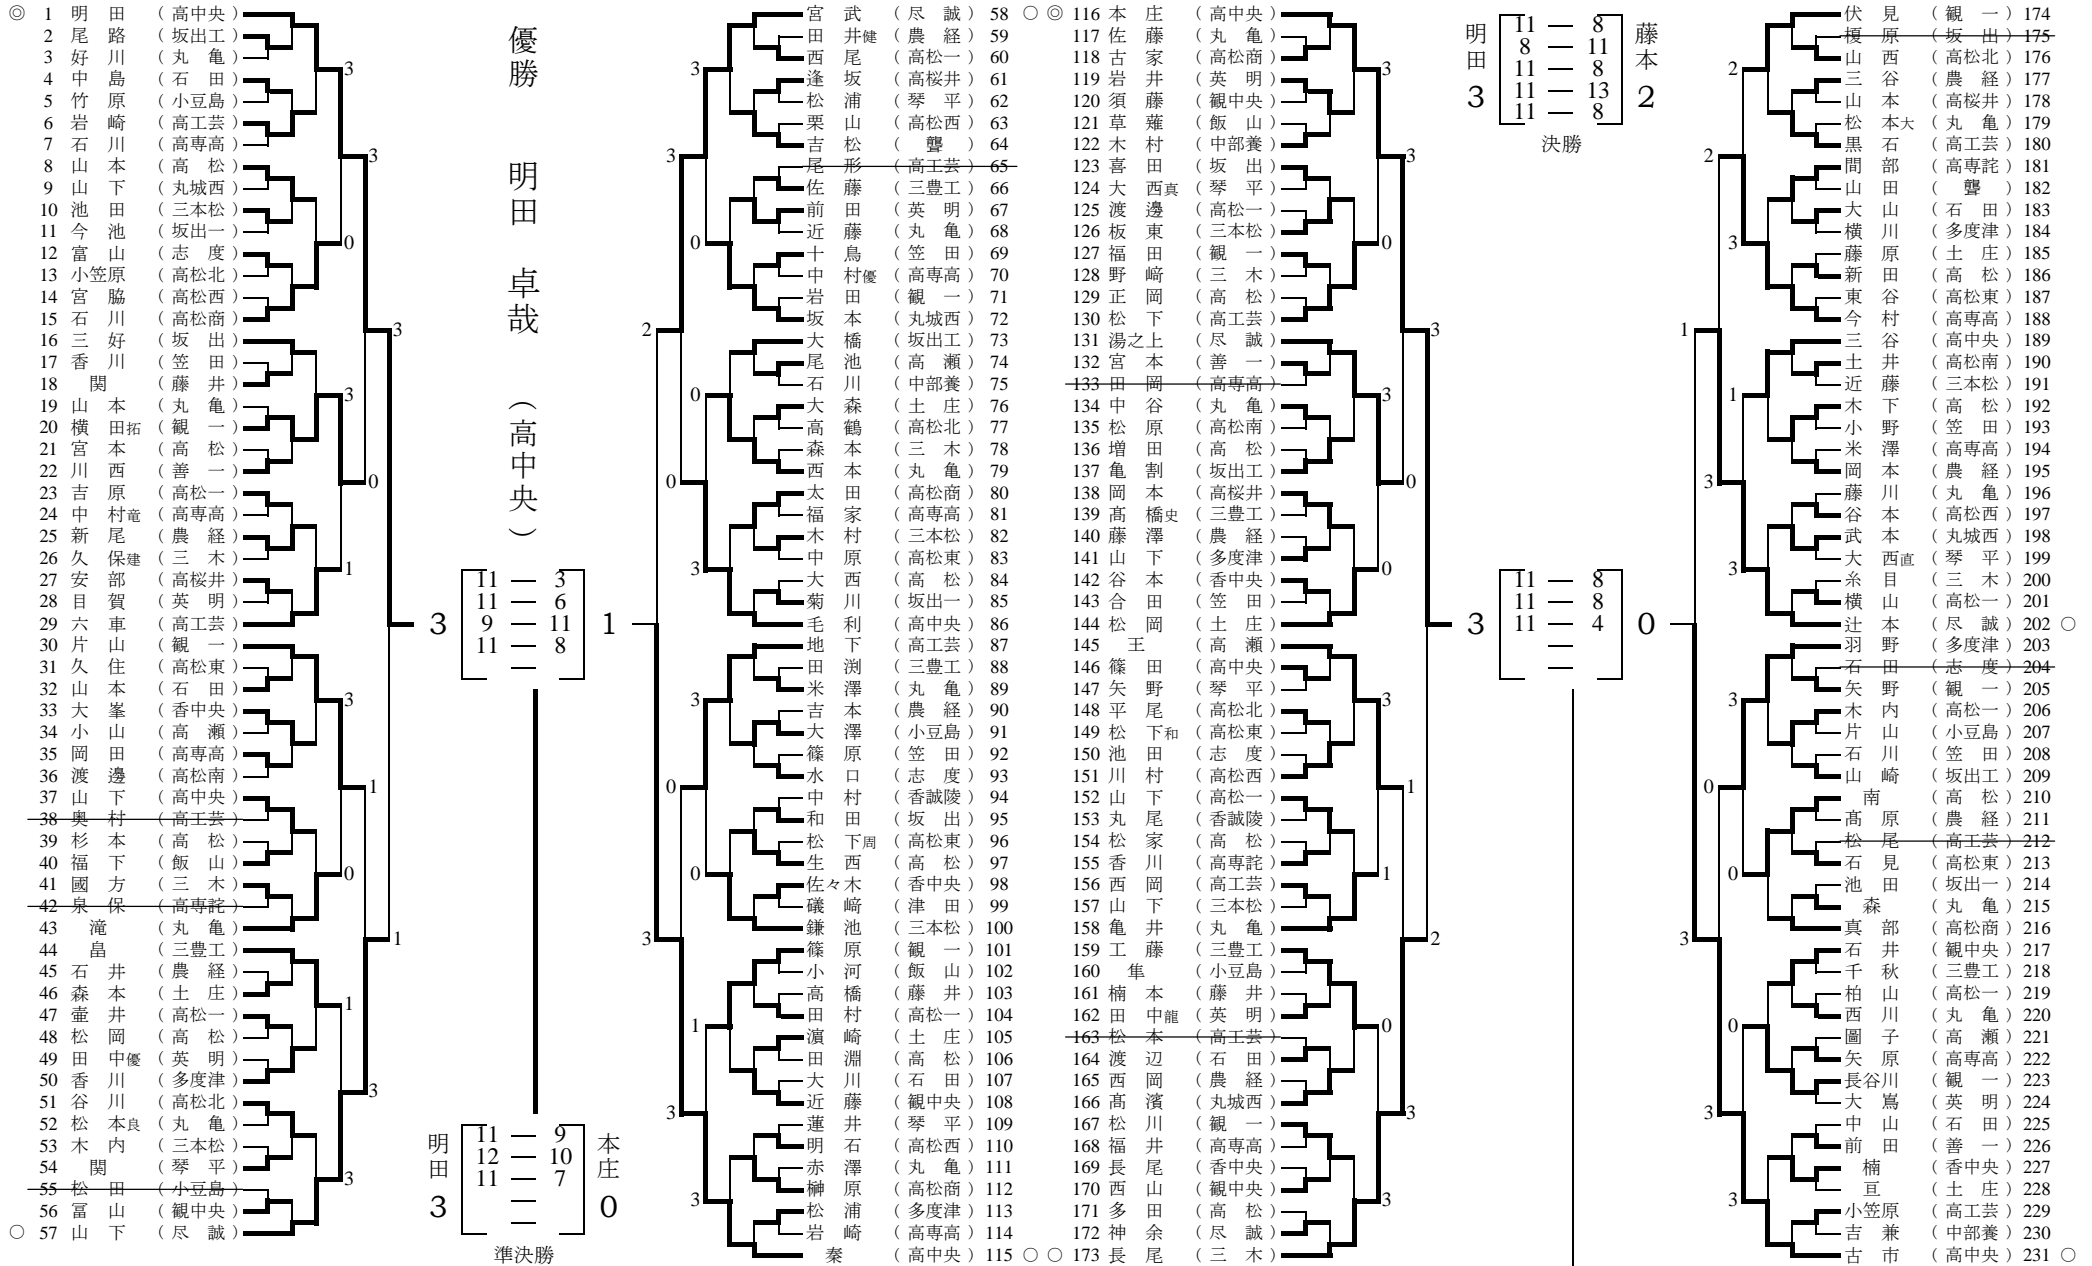 ◎ 1 明田 (高中央)
2 尾路 (坂出工)
3 好川 (丸亀)
4 中島 (石田)
5 竹原 (小豆島)
6 岩崎 (高工芸)
7 石川 (高専高)
8 山本 (高松)
9 山下 (丸城西)
10 池田 (三本松)
11 今池 (坂出一)
12 富山 (志度)
13 小笠原 (高松北)
14 宮脇 (高松西)
15 石川 (高松商)
16 三好 (坂出)
17 香川 (笠田)
18 関 (藤井)
19 山本 (丸亀)
20 横田拓 (観一)
21 宮本 (高松)
22 川西 (善一)
23 吉原 (高松一)
24 中村竜 (高専高)
25 新尾 (農経)
26 久保建 (三木)
27 安部 (高桜井)
28 目賀 (英明)
29 六車 (高工芸)
30 片山 (観一)
31 久住 (高松東)
32 山本 (石田)
33 大峯 (香中央)
34 小山 (高瀬)
35 岡田 (高専高)
36 渡邊 (高松南)
37 山下 (高中央)
38 奥村 (高工芸)
39 杉本 (高松)
40 福下 (飯山)
41 國方 (三木)
42 泉保 (高専詫)
43 滝 (丸亀)
44 畠 (三豊工)
45 石井 (農経)
46 森本 (土庄)
47 壷井 (高松一)
48 松岡 (高松)
49 田中優 (英明)
50 香川 (多度津)
51 谷川 (高松北)
52 松本良 (丸亀)
53 木内 (三本松)
54 関 (琴平)
55 松田 (小豆島)
56 冨山 (観中央)
○ 57 山下 (尽誠)
3
3
0
3
3
0
0
1
3
3
1
0
1
1
3
3
優勝 明田 卓哉 (高中央)
3
11 — 3
11 — 6
9 — 11
11 — 8
—
1
明田
3
11 — 9
12 — 10
11 — 7
—
—
本庄
0
準決勝
3
3
0
2
0
0
3
3
0
0
3
1
3
3
宮武 (尽誠) 58 ○
田井健 (農経) 59
西尾 (高松一) 60
逢坂 (高桜井) 61
松浦 (琴平) 62
栗山 (高松西) 63
吉松 (聾) 64
尾形 (高工芸) 65
佐藤 (三豊工) 66
前田 (英明) 67
近藤 (丸亀) 68
十鳥 (笠田) 69
中村優 (高専高) 70
岩田 (観一) 71
坂本 (丸城西) 72
大橋 (坂出工) 73
尾池 (高瀬) 74
石川 (中部養) 75
大森 (土庄) 76
高鶴 (高松北) 77
森本 (三木) 78
西本 (丸亀) 79
太田 (高松商) 80
福家 (高専高) 81
木村 (三本松) 82
中原 (高松東) 83
大西 (高松) 84
菊川 (坂出一) 85
毛利 (高中央) 86
地下 (高工芸) 87
田渕 (三豊工) 88
米澤 (丸亀) 89
吉本 (農経) 90
大澤 (小豆島) 91
篠原 (笠田) 92
水口 (志度) 93
中村 (香誠陵) 94
和田 (坂出) 95
松下周 (高松東) 96
生西 (高松) 97
佐々木 (香中央) 98
礒﨑 (津田) 99
鎌池 (三本松) 100
篠原 (観一) 101
小河 (飯山) 102
高橋 (藤井) 103
田村 (高松一) 104
濵崎 (土庄) 105
田淵 (高松) 106
大川 (石田) 107
近藤 (観中央) 108
蓮井 (琴平) 109
明石 (高松西) 110
赤澤 (丸亀) 111
榊原 (高松商) 112
松浦 (多度津) 113
岩崎 (高専高) 114
秦 (高中央) 115 ○
◎ 116 本庄 (高中央)
117 佐藤 (丸亀)
118 古家 (高松商)
119 岩井 (英明)
120 須藤 (観中央)
121 草薙 (飯山)
122 木村 (中部養)
123 喜田 (坂出)
124 大西真 (琴平)
125 渡邊 (高松一)
126 板東 (三本松)
127 福田 (観一)
128 野﨑 (三木)
129 正岡 (高松)
130 松下 (高工芸)
131 湯之上 (尽誠)
132 宮本 (善一)
133 田岡 (高専高)
134 中谷 (丸亀)
135 松原 (高松南)
136 増田 (高松)
137 亀割 (坂出工)
138 岡本 (高桜井)
139 髙橋史 (三豊工)
140 藤澤 (農経)
141 山下 (多度津)
142 谷本 (香中央)
143 合田 (笠田)
144 松岡 (土庄)
145 王 (高瀬)
146 篠田 (高中央)
147 矢野 (琴平)
148 平尾 (高松北)
149 松下和 (高松東)
150 池田 (志度)
151 川村 (高松西)
152 山下 (高松一)
153 丸尾 (香誠陵)
154 松家 (高松)
155 香川 (高専詫)
156 西岡 (高工芸)
157 山下 (三本松)
158 亀井 (丸亀)
159 工藤 (三豊工)
160 隼 (小豆島)
161 楠本 (藤井)
162 田中龍 (英明)
163 松本 (高工芸)
164 渡辺 (石田)
165 西岡 (農経)
166 髙濱 (丸城西)
167 松川 (観一)
168 福井 (高専高)
169 長尾 (香中央)
170 西山 (観中央)
171 多田 (高松)
172 神余 (尽誠)
○ 173 長尾 (三木)
3
3
0
3
3
0
0
3
1
1
2
0
3
3
明田
3
11 — 8
8 — 11
11 — 8
11 — 13
11 — 8
藤本
2
決勝
3
11 — 8
11 — 8
11 — 4
—
—
0
2
2
3
1
1
3
3
3
0
0
3
0
3
3
伏見 (観一) 174
榎原 (坂出) 175
山西 (高松北) 176
三谷 (農経) 177
山本 (高桜井) 178
松本大 (丸亀) 179
黒石 (高工芸) 180
間部 (高専詫) 181
山田 (聾) 182
大山 (石田) 183
横川 (多度津) 184
藤原 (土庄) 185
新田 (高松) 186
東谷 (高松東) 187
今村 (高専高) 188
三谷 (高中央) 189
土井 (高松南) 190
近藤 (三本松) 191
木下 (高松) 192
小野 (笠田) 193
米澤 (高専高) 194
岡本 (農経) 195
藤川 (丸亀) 196
谷本 (高松西) 197
武本 (丸城西) 198
大西直 (琴平) 199
糸目 (三木) 200
横山 (高松一) 201
辻本 (尽誠) 202 ○
羽野 (多度津) 203
石田 (志度) 204
矢野 (観一) 205
木内 (高松一) 206
片山 (小豆島) 207
石川 (笠田) 208
山崎 (坂出工) 209
南 (高松) 210
髙原 (農経) 211
松尾 (高工芸) 212
石見 (高松東) 213
池田 (坂出一) 214
森 (丸亀) 215
真部 (高松商) 216
石井 (観中央) 217
千秋 (三豊工) 218
柏山 (高松一) 219
西川 (丸亀) 220
圖子 (高瀬) 221
矢原 (高専高) 222
長谷川 (観一) 223
大嶌 (英明) 224
中山 (石田) 225
前田 (善一) 226
楠 (香中央) 227
亘 (土庄) 228
小笠原 (高工芸) 229
吉兼 (中部養) 230
古市 (高中央) 231 ○